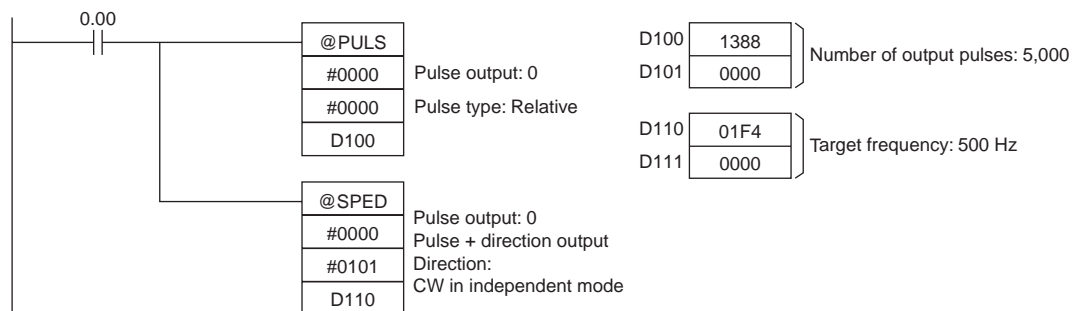 0.00
@PULS
#0000 Pulse output: 0
#0000 Pulse type: Relative
D100
@SPED
#0000
#0101
D110
Pulse output: 0
Pulse + direction output
Direction:
CW in independent mode
D100 1388
D101 0000
Number of output pulses: 5,000
D110 01F4
D111 0000
Target frequency: 500 Hz